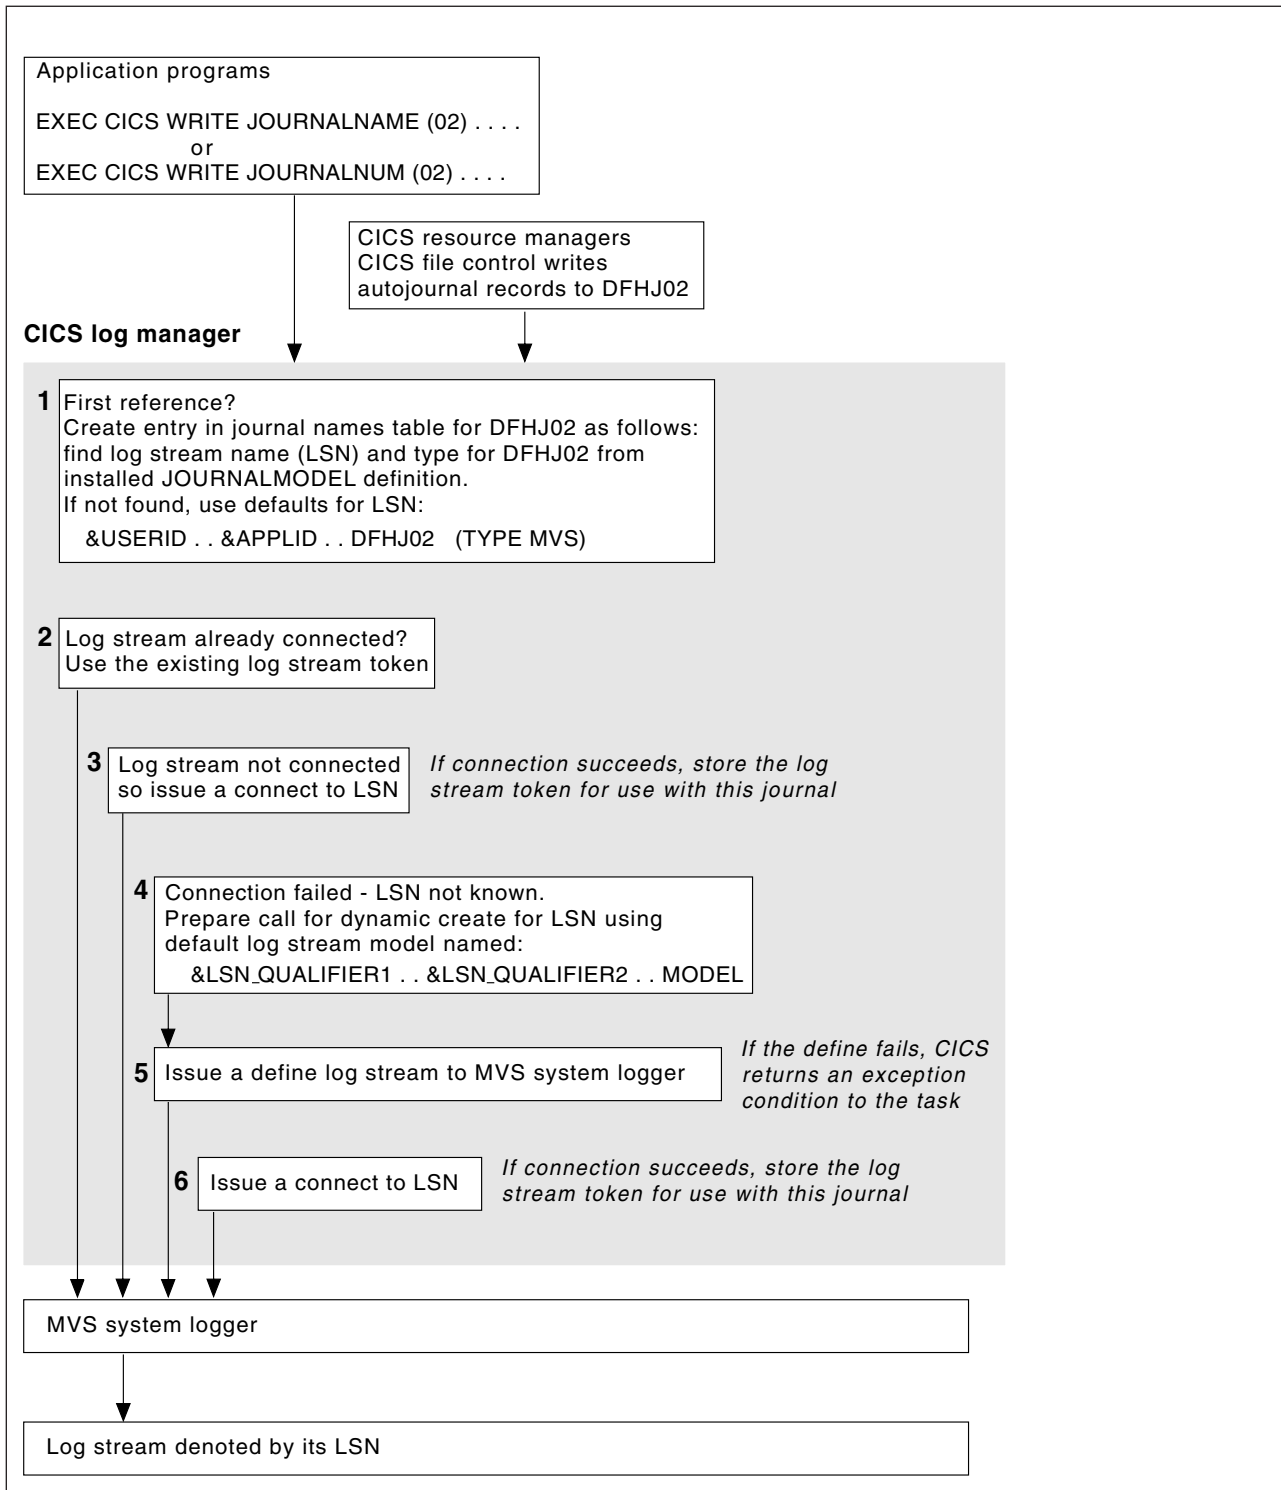 Application programs
EXEC CICS WRITE JOURNALNAME (02) . . . .
or
EXEC CICS WRITE JOURNALNUM (02) . . . .
CICS resource managers
CICS file control writes
autojournal records to DFHJ02
CICS log manager
1
First reference?
Create entry in journal names table for DFHJ02 as follows:
find log stream name (LSN) and type for DFHJ02 from
installed JOURNALMODEL definition.
If not found, use defaults for LSN:
&USERID . . &APPLID . . DFHJ02 (TYPE MVS)
2
Log stream already connected?
Use the existing log stream token
3
Log stream not connected
so issue a connect to LSN
If connection succeeds, store the log
stream token for use with this journal
4
Connection failed - LSN not known.
Prepare call for dynamic create for LSN using
default log stream model named:
&LSN_QUALIFIER1 . . &LSN_QUALIFIER2 . . MODEL
5
Issue a define log stream to MVS system logger
If the define fails, CICS
returns an exception
condition to the task
6
Issue a connect to LSN
If connection succeeds, store the log
stream token for use with this journal
MVS system logger
Log stream denoted by its LSN